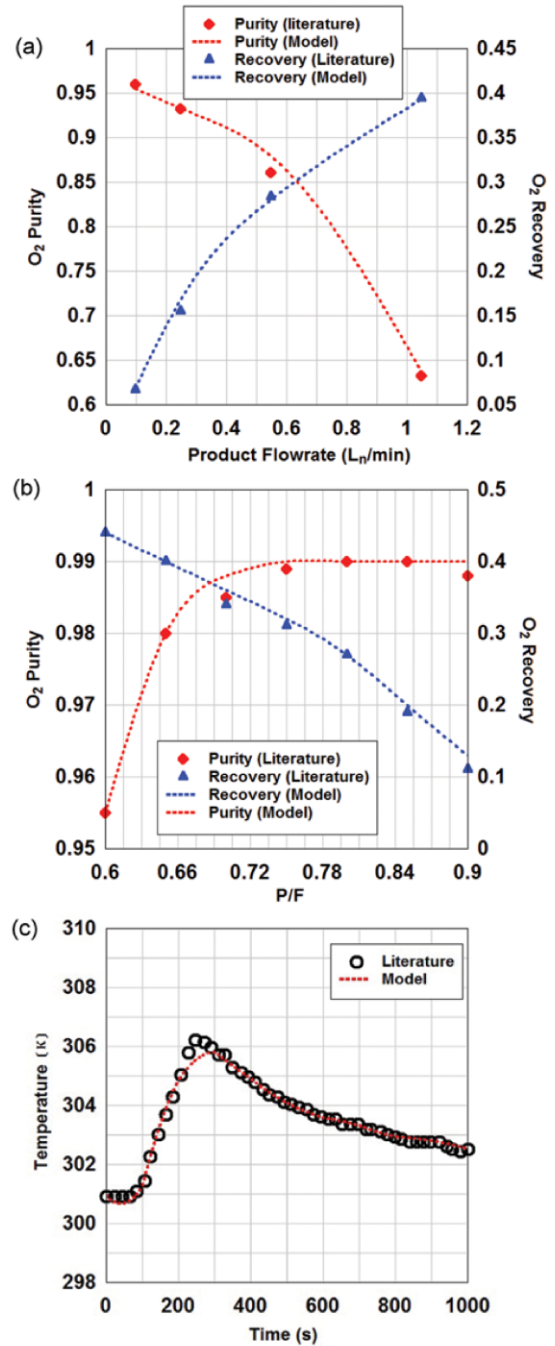 (a)
Purity (literature)
Purity (Model)
Recovery (Literature)
Recovery (Model)
1
0.95
0.9
0.85
0.8
0.75
0.7
0.65
0.6
O2 Purity
0.45
0.4
0.35
0.3
0.25
0.2
0.15
0.1
0.05
O2 Recovery
0 0.2 0.4 0.6 0.8 1 1.2
Product Flowrate (Ln/min)
(b)
1
0.99
0.98
0.97
0.96
0.95
O2 Purity
0.5
0.4
0.3
0.2
0.1
0
O2 Recovery
Purity (Literature)
Recovery (Literature)
Recovery (Model)
Purity (Model)
0.6 0.66 0.72 0.78 0.84 0.9
P/F
(c)
310
308
306
304
302
300
298
Temperature (K)
Literature
Model
0 200 400 600 800 1000
Time (s)